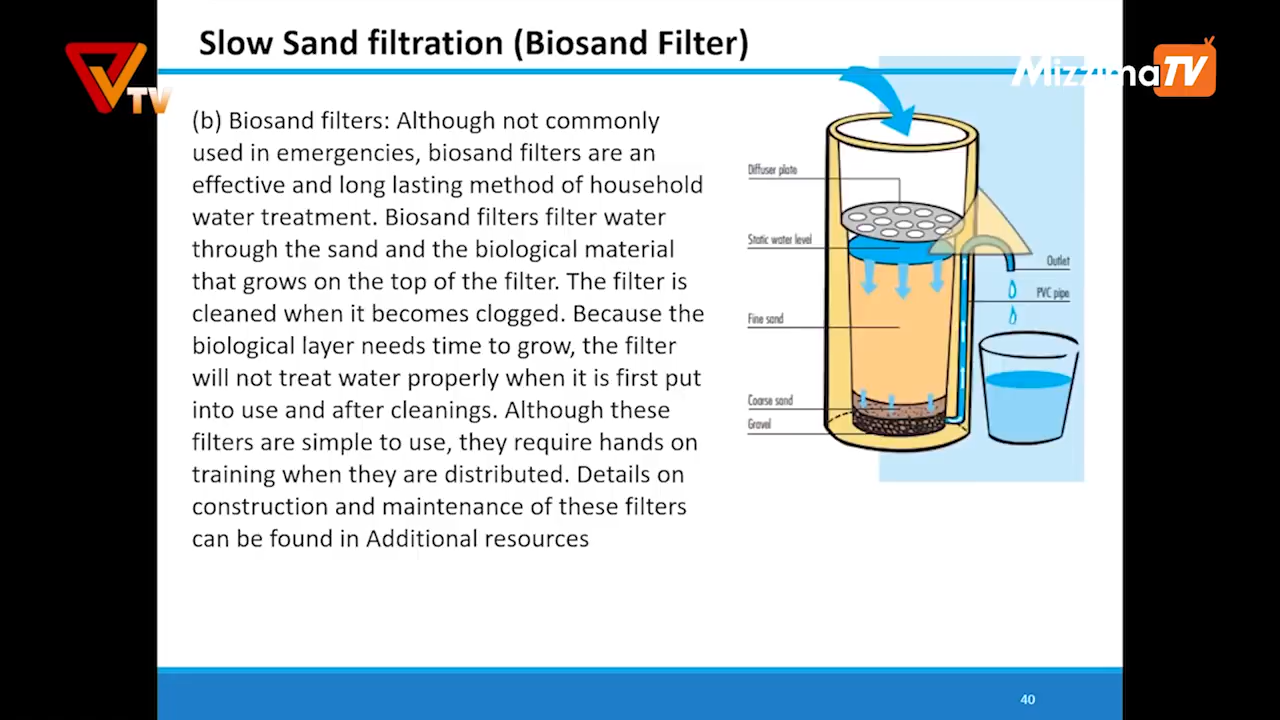 Slow Sand filtration (Biosand Filter)
TV
MizzimaTV
(b) Biosand filters: Although not commonly
used in emergencies, biosand filters are an
effective and long lasting method of household
water treatment. Biosand filters filter water
through the sand and the biological material
that grows on the top of the filter. The filter is
cleaned when it becomes clogged. Because the
biological layer needs time to grow, the filter
will not treat water properly when it is first put
into use and after cleanings. Although these
filters are simple to use, they require hands on
training when they are distributed. Details on
construction and maintenance of these filters
can be found in Additional resources
Diffuser plate
Static water level
Outlet
PVC pipe
Fine sand
Coarse sand
Gravel
40